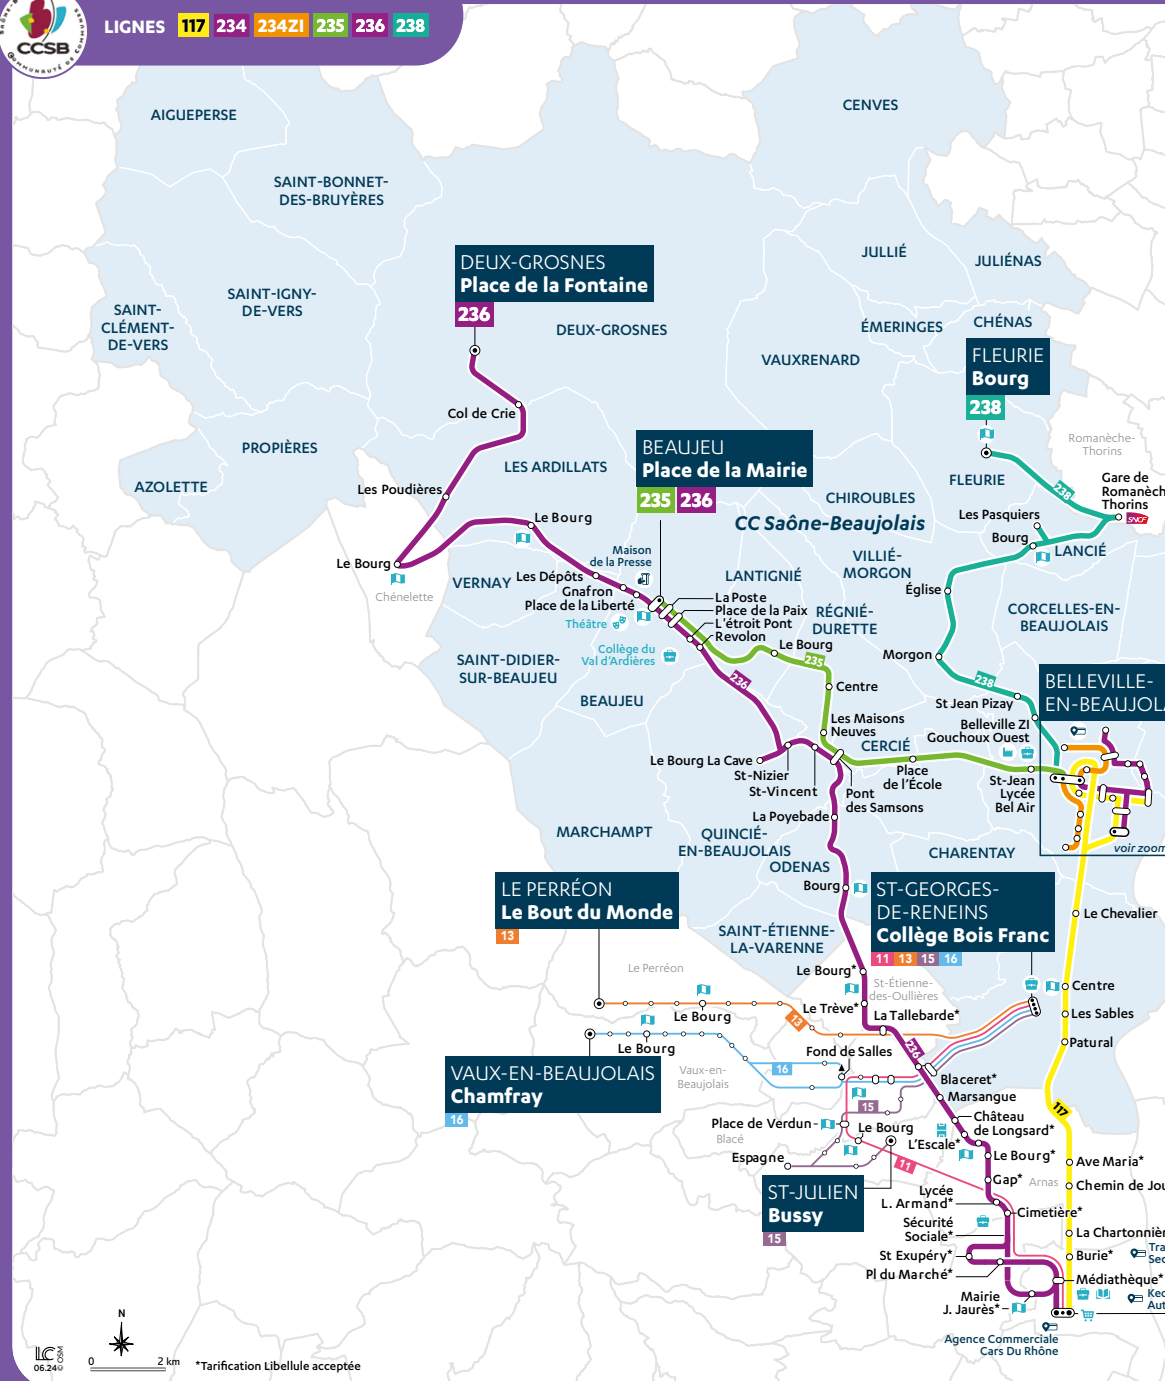 CCSB
LIGNES 117 234 234ZI 235 236 238
AIGUEPERSE
CENVES
SAINT-BONNET-
DES-BRUYÈRES
JULLIÉ
JULIÉNAS
DEUX-GROSNES
Place de la Fontaine
236
SAINT-IGNY-
DE-VERS
SAINT-
CLÉMENT-
DE-VERS
DEUX-GROSNES
ÉMERINGES
CHÉNAS
VAUXRENARD
FLEURIE
Bourg
238
Col de Crie
PROPIÈRES
AZOLETTE
LES ARDILLATS
BEAUJEU
Place de la Mairie
235 236
Romanèche-
Thorins
FLEURIE
238
Gare de
Romanèch
Thorins
SNCF
Les Poudières
CHIROUBLES
CC Saône-Beaujolais
Les Pasquiers
Bourg
LANCIÉ
Le Bourg
Le Bourg
Chénelette
VERNAY
Les Dépôts
Gnafron
Place de la Liberté
Maison
de la Presse
Théâtre
Collège du
Val d'Ardières
LANTIGNIÉ
VILLIÉ-
MORGON
La Poste
Place de la Paix
L'étroit Pont
Revolon
RÉGNIÉ-
DURETTE
Église
CORCELLES-EN-
BEAUJOLAIS
Le Bourg
235
Morgon
SAINT-DIDIER-
SUR-BEAUJEU
236
Centre
238
BEAUJEU
St Jean Pizay
BELLEVILLE-
EN-BEAUJOLA
Les Maisons
Neuves
CERCIÉ
Belleville ZI
Gouchoux Ouest
Le Bourg La Cave
St-Nizier
St-Vincent
Pont
des Samsons
Place
de l'École
St-Jean
Lycée
Bel Air
La Poyebade
MARCHAMPT
QUINCIÉ-
EN-BEAUJOLAIS
ODENAS
CHARENTAY
voir zoom
LE PERRÉON
Le Bout du Monde
13
Bourg
ST-GEORGES-
DE-RENEINS
Collège Bois Franc
11 13 15 16
Le Chevalier
SAINT-ÉTIENNE-
LA-VARENNE
Le Perréon
Le Bourg*
St-Étienne-
des-Oullières
Centre
Le Bourg
13
Le Trève*
La Tallebarde*
Les Sables
Le Bourg
236
Patural
VAUX-EN-BEAUJOLAIS
Chamfray
16
Vaux-en-
Beaujolais
16
Fond de Salles
Blaceret*
Marsangue
15
Château
de Longsard*
117
Place de Verdun
Blacé
Le Bourg
L'Escale*
Le Bourg*
Espagne
11
Gap*
Arnas
Ave Maria*
Chemin de Jou
ST-JULIEN
Bussy
15
Lycée
L. Armand*
Cimetière*
Sécurité
Sociale*
La Chartonnièr
St Exupéry*
Burie*
Tra
Sec
Pl du Marché*
Médiathèque*
Mairie
J. Jaurès*
Keo
Aut
Agence Commerciale
Cars Du Rhône
N
0 2 km
*Tarification Libellule acceptée
LC
06.24 © OSM